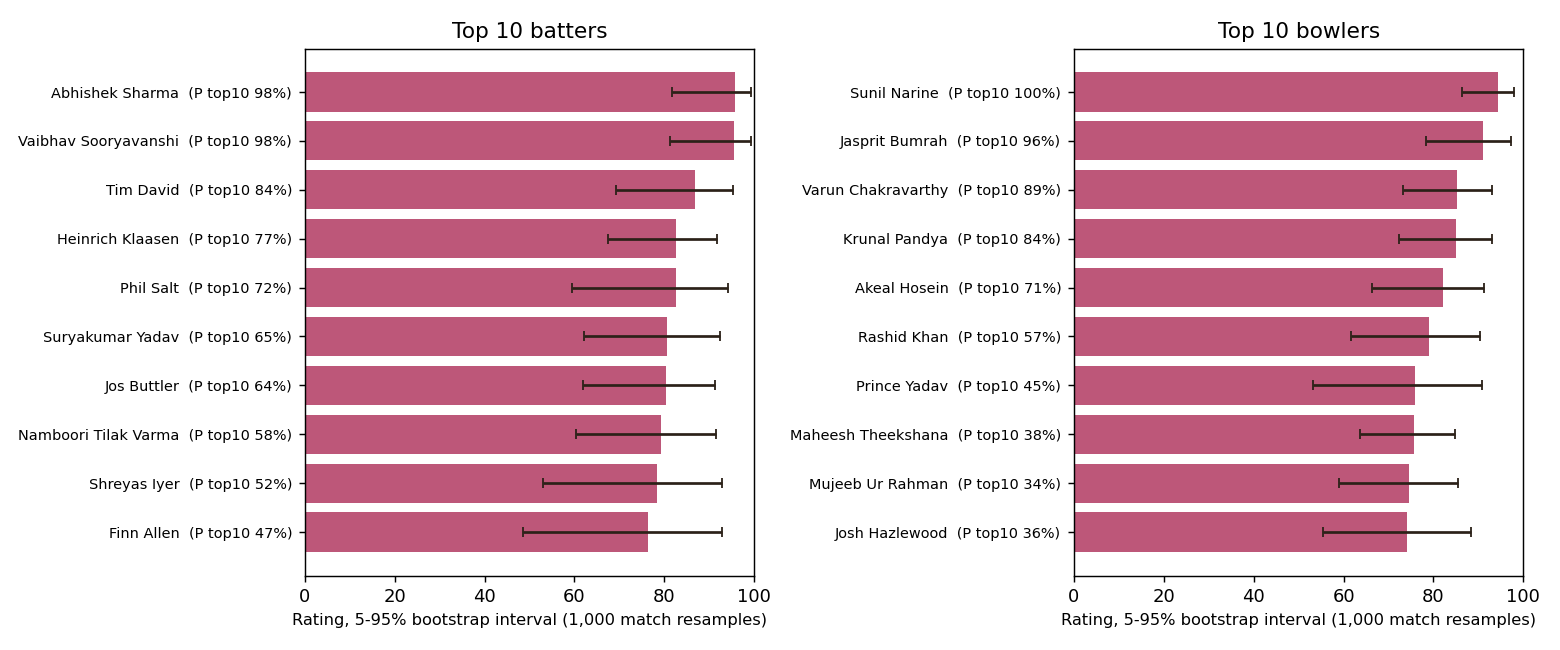 Top 10 batters
Abhishek Sharma (P top10 98%)
Vaibhav Sooryavanshi (P top10 98%)
Tim David (P top10 84%)
Heinrich Klaasen (P top10 77%)
Phil Salt (P top10 72%)
Suryakumar Yadav (P top10 65%)
Jos Buttler (P top10 64%)
Namboori Tilak Varma (P top10 58%)
Shreyas Iyer (P top10 52%)
Finn Allen (P top10 47%)
0 20 40 60 80 100
Rating, 5-95% bootstrap interval (1,000 match resamples)
Top 10 bowlers
Sunil Narine (P top10 100%)
Jasprit Bumrah (P top10 96%)
Varun Chakravarthy (P top10 89%)
Krunal Pandya (P top10 84%)
Akeal Hosein (P top10 71%)
Rashid Khan (P top10 57%)
Prince Yadav (P top10 45%)
Maheesh Theekshana (P top10 38%)
Mujeeb Ur Rahman (P top10 34%)
Josh Hazlewood (P top10 36%)
0 20 40 60 80 100
Rating, 5-95% bootstrap interval (1,000 match resamples)